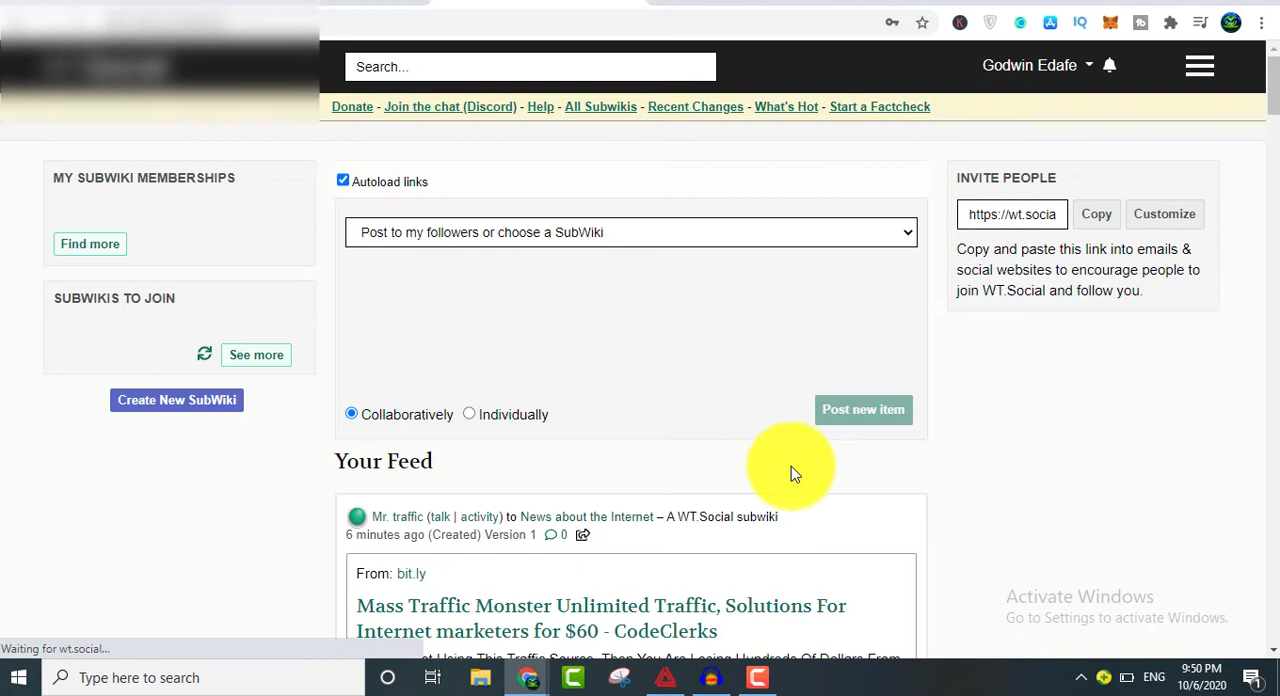 Search...
Godwin Edafe
Donate - Join the chat (Discord) - Help - All Subwikis - Recent Changes - What's Hot - Start a Factcheck
MY SUBWIKI MEMBERSHIPS
Find more
SUBWIKIS TO JOIN
See more
Create New SubWiki
Autoload links
Post to my followers or choose a SubWiki
Collaboratively Individually
Post new item
INVITE PEOPLE
https://wt.socia Copy Customize
Copy and paste this link into emails &
social websites to encourage people to
join WT.Social and follow you.
Your Feed
Mr. traffic (talk | activity) to News about the Internet – A WT.Social subwiki
6 minutes ago (Created) Version 1 0
From: bit.ly
Mass Traffic Monster Unlimited Traffic, Solutions For
Internet marketers for $60 - CodeClerks
Activate Windows
Go to Settings to activate Windows.
Waiting for wt.social...
Type here to search
ENG
9:50 PM
10/6/2020